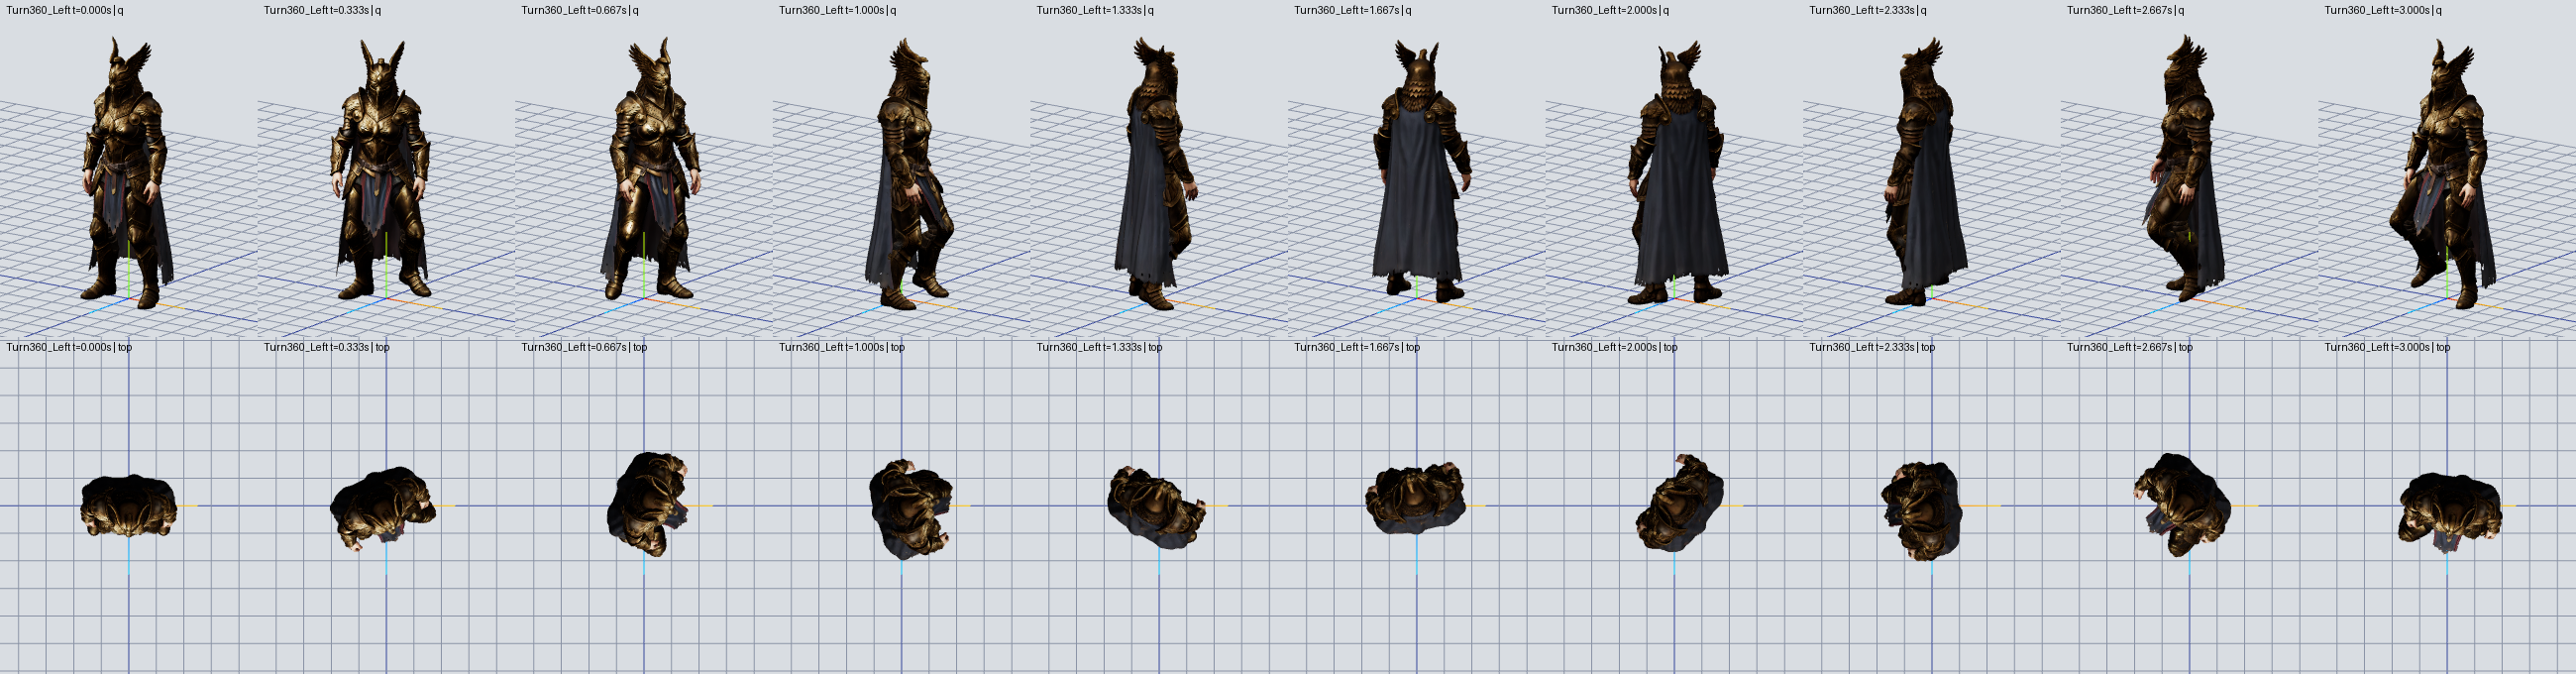 Turn360_Left t=0.000s | q
Turn360_Left t=0.333s | q
Turn360_Left t=0.667s | q
Turn360_Left t=1.000s | q
Turn360_Left t=1.333s | q
Turn360_Left t=1.667s | q
Turn360_Left t=2.000s | q
Turn360_Left t=2.333s | q
Turn360_Left t=2.667s | q
Turn360_Left t=3.000s | q
Turn360_Left t=0.000s | top
Turn360_Left t=0.333s | top
Turn360_Left t=0.667s | top
Turn360_Left t=1.000s | top
Turn360_Left t=1.333s | top
Turn360_Left t=1.667s | top
Turn360_Left t=2.000s | top
Turn360_Left t=2.333s | top
Turn360_Left t=2.667s | top
Turn360_Left t=3.000s | top